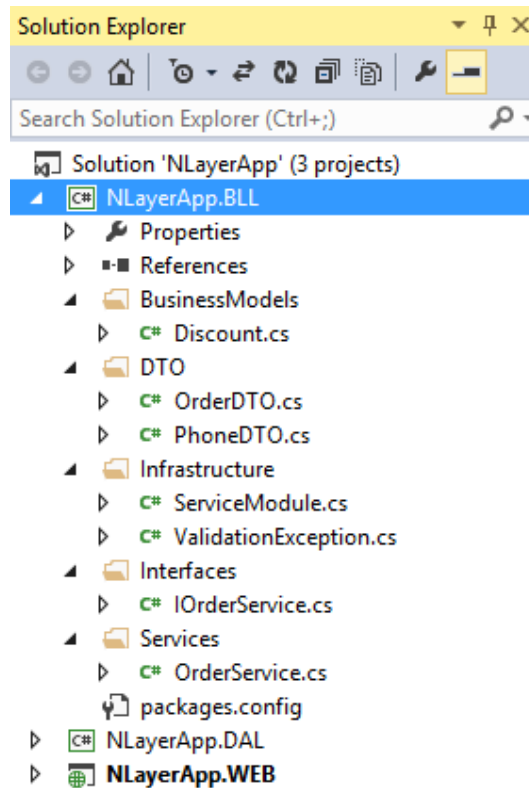 Solution Explorer
Search Solution Explorer (Ctrl+;)
Solution 'NLayerApp' (3 projects)
C# NLayerApp.BLL
Properties
References
BusinessModels
C# Discount.cs
DTO
C# OrderDTO.cs
C# PhoneDTO.cs
Infrastructure
C# ServiceModule.cs
C# ValidationException.cs
Interfaces
C# IOrderService.cs
Services
C# OrderService.cs
packages.config
C# NLayerApp.DAL
NLayerApp.WEB